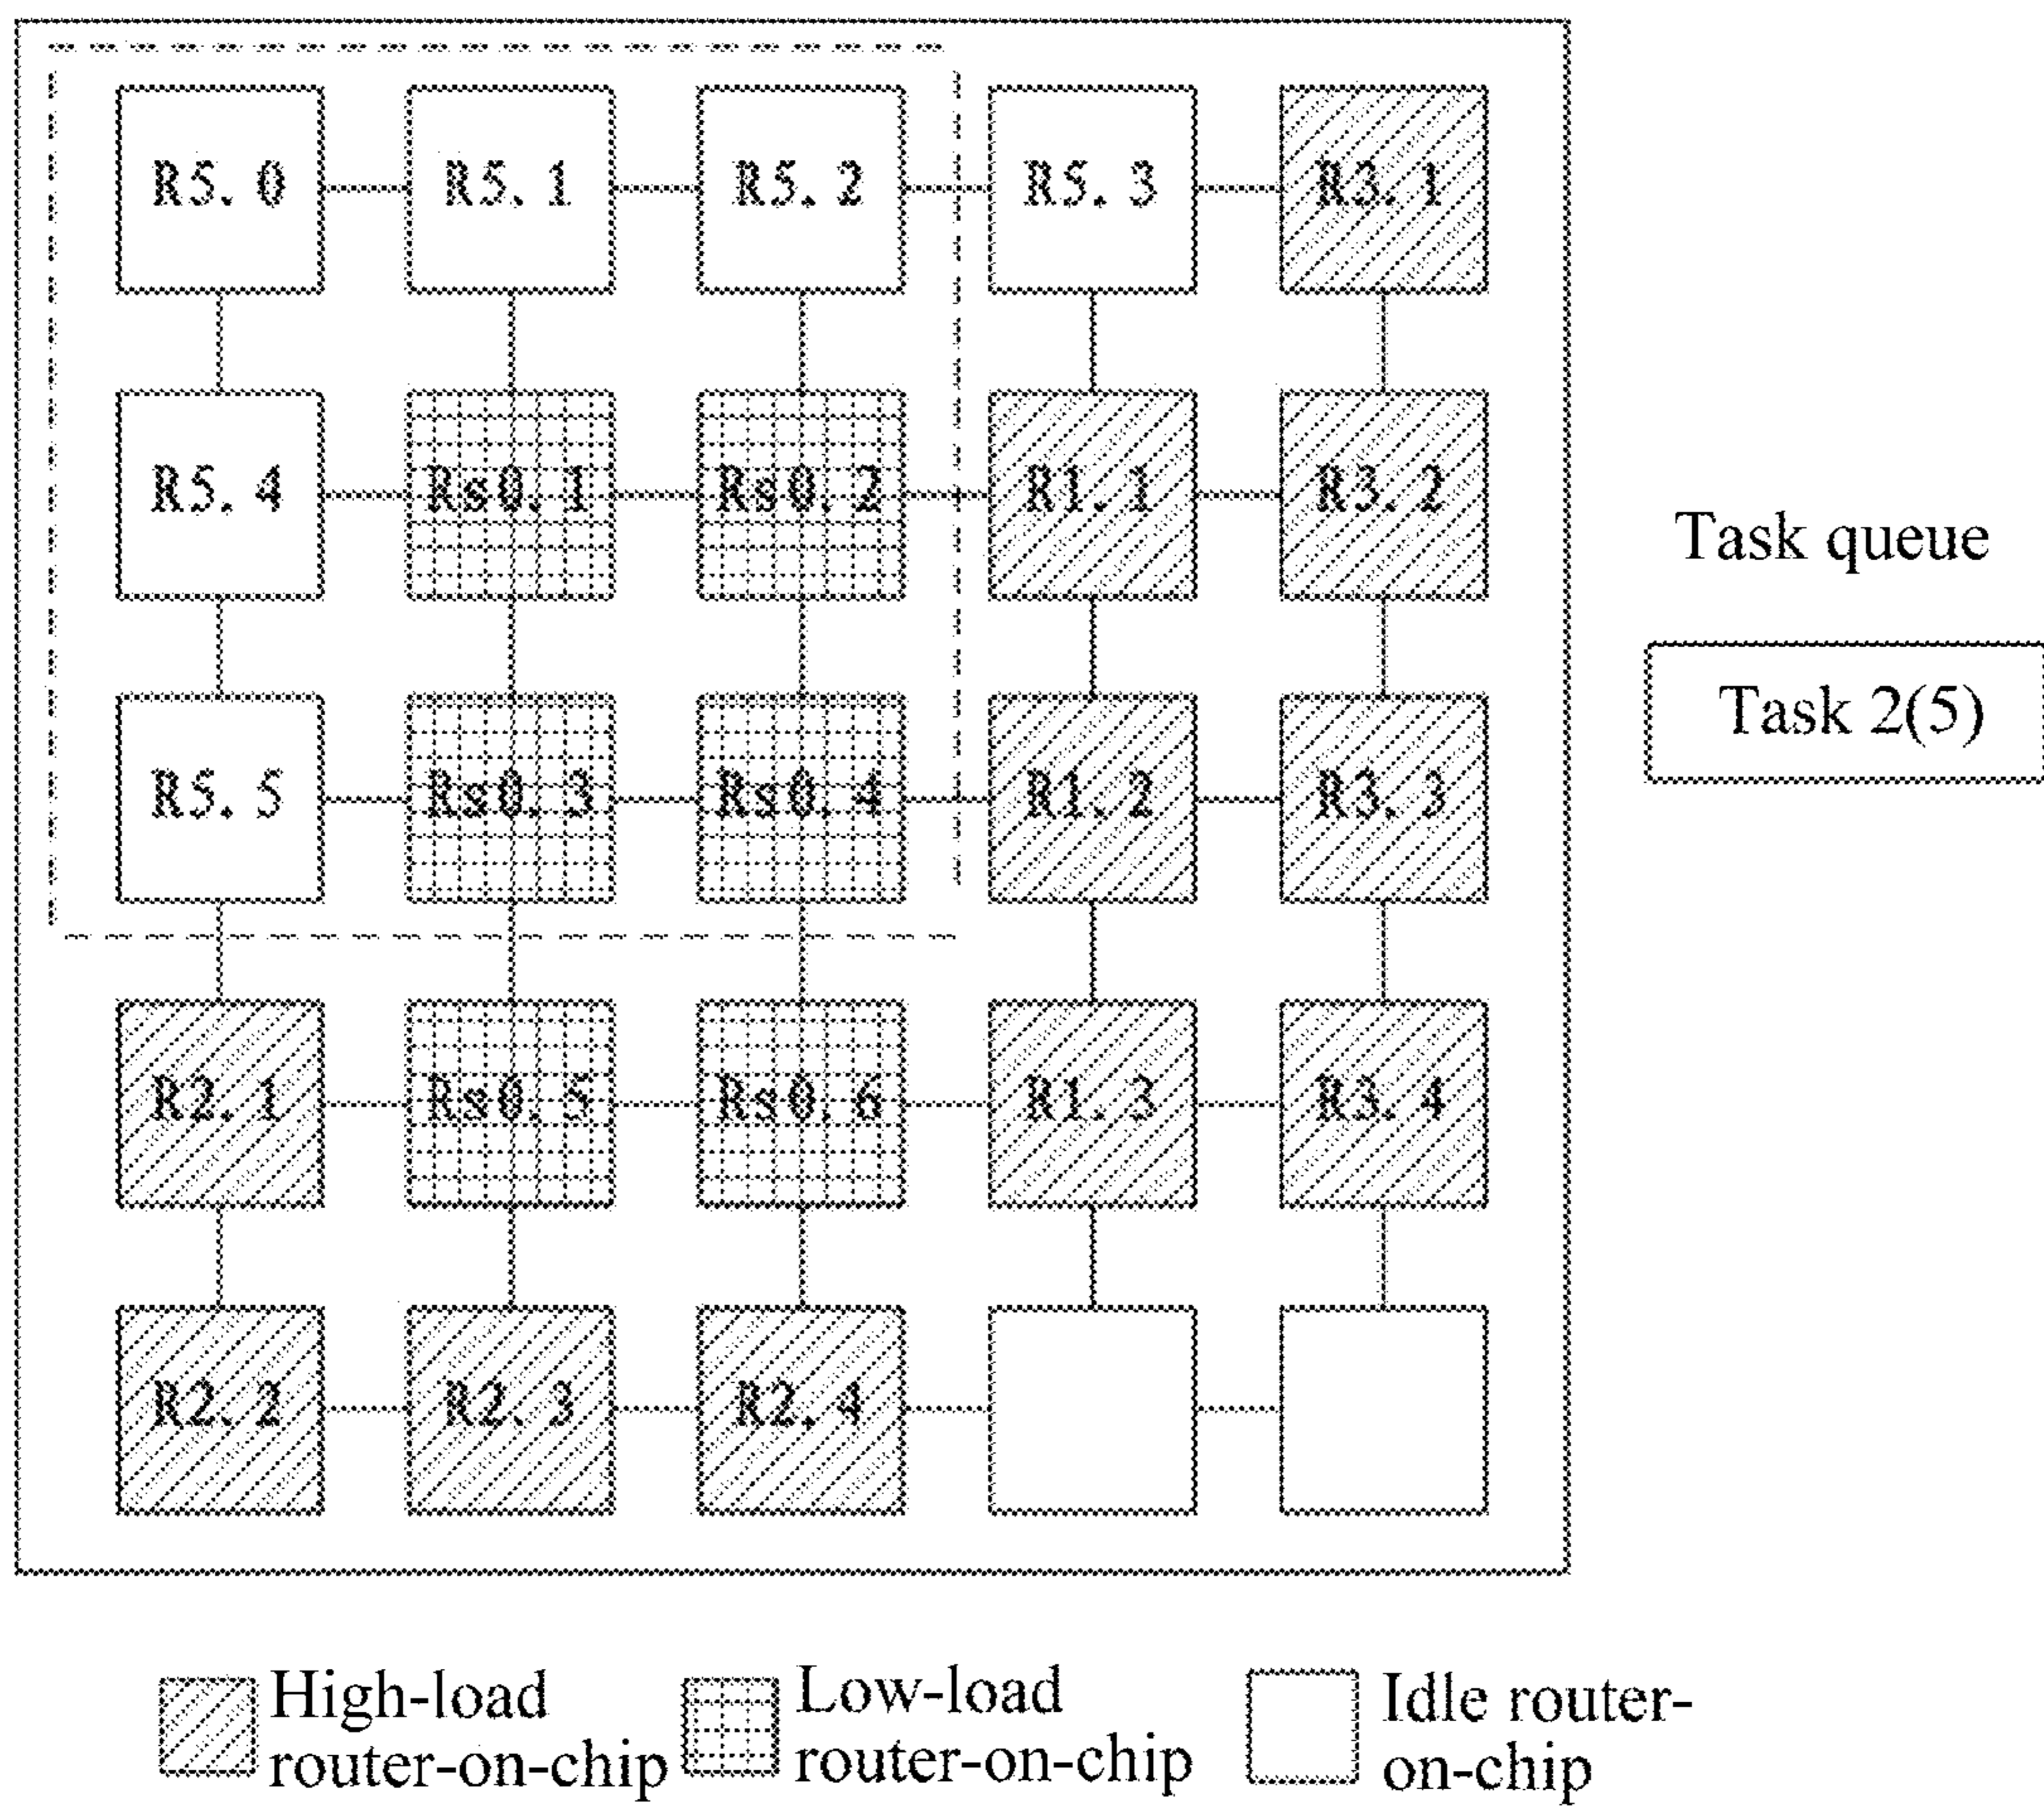 R5. 0 R5. 1 R5. 2 R5. 3 R3. 1
R5. 4 Rs0. 1 Rs0. 2 R1. 1 R3. 2
Task queue
Task 2(5)
R5. 5 Rs0. 3 Rs0. 4 R1. 2 R3. 3
R2. 1 Rs0. 5 Rs0. 6 R1. 3 R3. 4
R2. 2 R2. 3 R2. 4
High-load
router-on-chip
Low-load
router-on-chip
Idle router-
on-chip